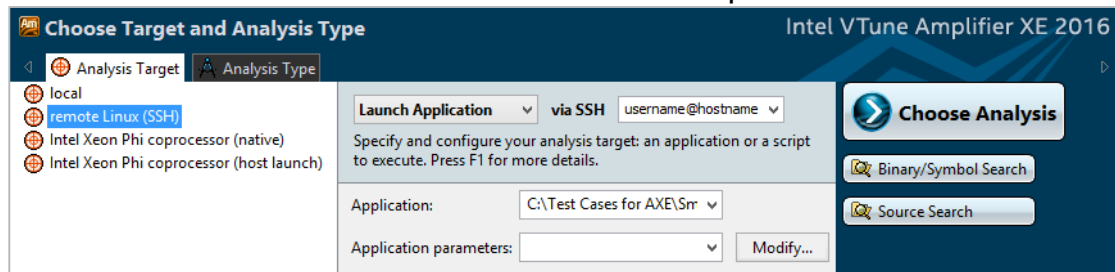 Am Choose Target and Analysis Type
Intel VTune Amplifier XE 2016
Analysis Target
Analysis Type
local
remote Linux (SSH)
Intel Xeon Phi coprocessor (native)
Intel Xeon Phi coprocessor (host launch)
Launch Application via SSH username@hostname
Specify and configure your analysis target: an application or a script
to execute. Press F1 for more details.
Application: C:\Test Cases for AXE\Sm
Application parameters: Modify...
Choose Analysis
Binary/Symbol Search
Source Search